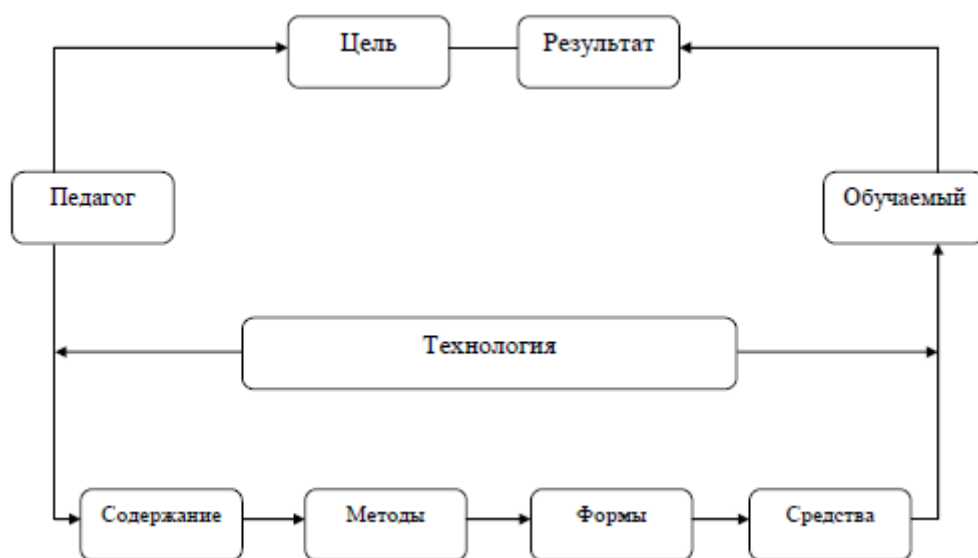 Цель
Результат
Педагог
Обучаемый
Технология
Содержание
Методы
Формы
Средства